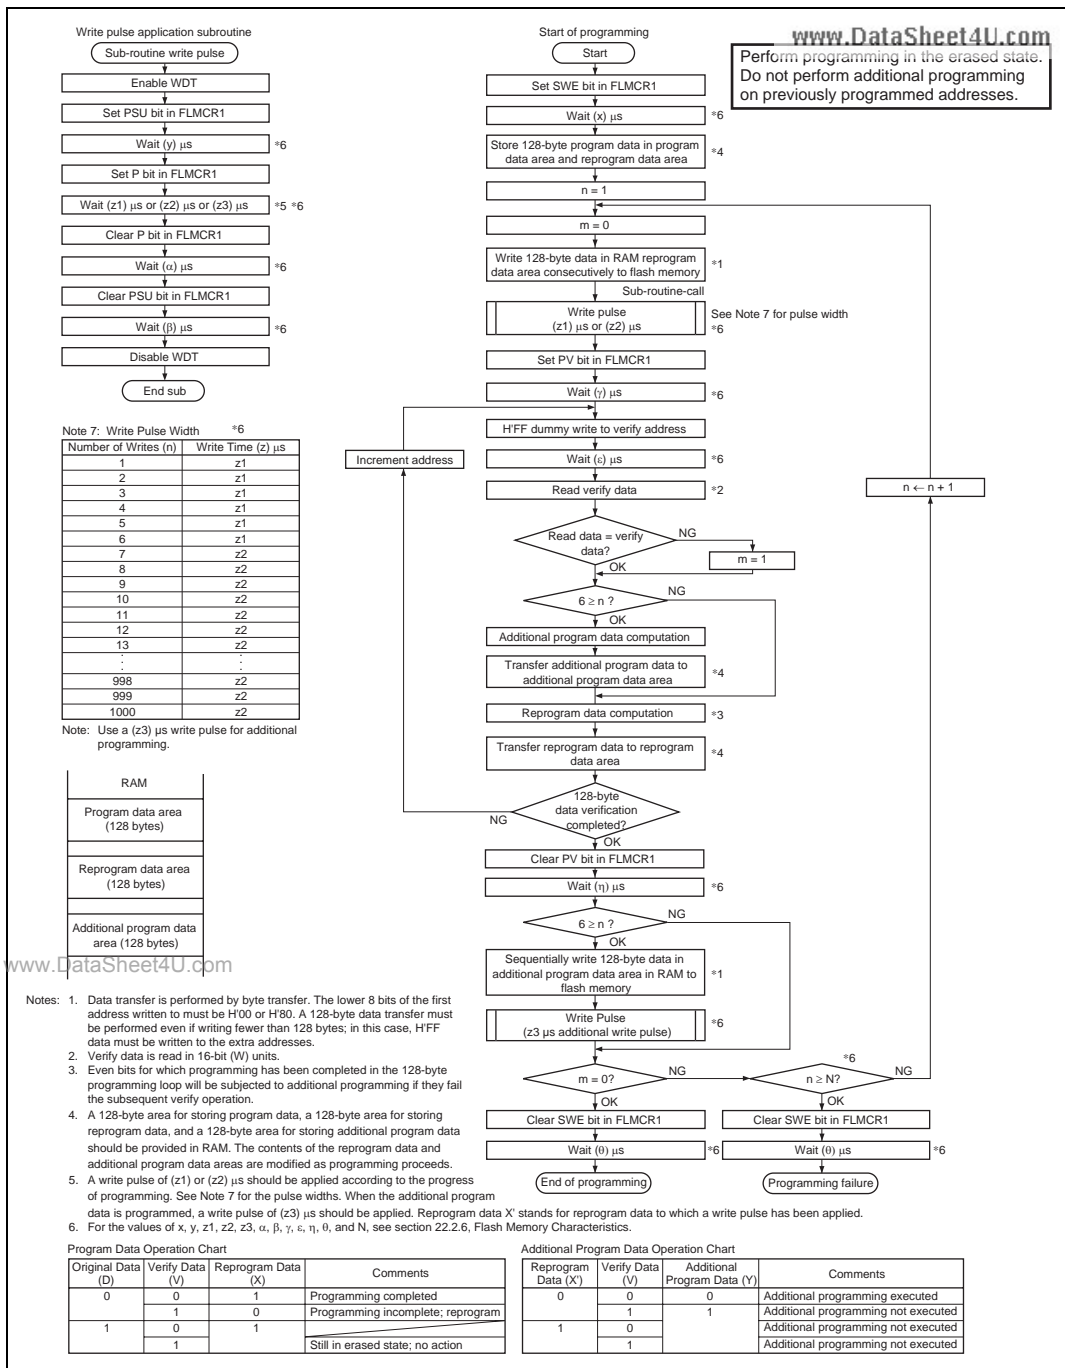 www.DataSheet4U.com
Perform programming in the erased state.
Do not perform additional programming
on previously programmed addresses.
Write pulse application subroutine
Sub-routine write pulse
Enable WDT
Set PSU bit in FLMCR1
Wait (y) μs *6
Set P bit in FLMCR1
Wait (z1) μs or (z2) μs or (z3) μs *5 *6
Clear P bit in FLMCR1
Wait (α) μs *6
Clear PSU bit in FLMCR1
Wait (β) μs *6
Disable WDT
End sub
Note 7: Write Pulse Width *6
Number of Writes (n) Write Time (z) μs
1 z1
2 z1
3 z1
4 z1
5 z1
6 z1
7 z2
8 z2
9 z2
10 z2
11 z2
12 z2
13 z2
: :
998 z2
999 z2
1000 z2
Note: Use a (z3) μs write pulse for additional
programming.
RAM
Program data area
(128 bytes)
Reprogram data area
(128 bytes)
Additional program data
area (128 bytes)
www.DataSheet4U.com
Start of programming
Start
Set SWE bit in FLMCR1
Wait (x) μs *6
Store 128-byte program data in program
data area and reprogram data area *4
n = 1
m = 0
Write 128-byte data in RAM reprogram
data area consecutively to flash memory *1
Sub-routine-call
Write pulse
(z1) μs or (z2) μs
See Note 7 for pulse width
*6
Set PV bit in FLMCR1
Wait (γ) μs *6
H'FF dummy write to verify address
Increment address
Wait (ε) μs *6
Read verify data *2
n ← n + 1
Read data = verify
data?
NG
m = 1
OK
6 ≥ n ?
NG
OK
Additional program data computation
Transfer additional program data to
additional program data area *4
Reprogram data computation *3
Transfer reprogram data to reprogram
data area *4
128-byte
data verification
completed?
NG
OK
Clear PV bit in FLMCR1
Wait (η) μs *6
6 ≥ n ?
NG
OK
Sequentially write 128-byte data in
additional program data area in RAM to
flash memory *1
Write Pulse
(z3 μs additional write pulse) *6
m = 0?
NG
*6
n ≥ N?
NG
OK
OK
Clear SWE bit in FLMCR1
Clear SWE bit in FLMCR1
Wait (θ) μs *6
Wait (θ) μs *6
End of programming
Programming failure
Notes: 1. Data transfer is performed by byte transfer. The lower 8 bits of the first
address written to must be H'00 or H'80. A 128-byte data transfer must
be performed even if writing fewer than 128 bytes; in this case, H'FF
data must be written to the extra addresses.
2. Verify data is read in 16-bit (W) units.
3. Even bits for which programming has been completed in the 128-byte
programming loop will be subjected to additional programming if they fail
the subsequent verify operation.
4. A 128-byte area for storing program data, a 128-byte area for storing
reprogram data, and a 128-byte area for storing additional program data
should be provided in RAM. The contents of the reprogram data and
additional program data areas are modified as programming proceeds.
5. A write pulse of (z1) or (z2) μs should be applied according to the progress
of programming. See Note 7 for the pulse widths. When the additional program
data is programmed, a write pulse of (z3) μs should be applied. Reprogram data X' stands for reprogram data to which a write pulse has been applied.
6. For the values of x, y, z1, z2, z3, α, β, γ, ε, η, θ, and N, see section 22.2.6, Flash Memory Characteristics.
Program Data Operation Chart
Original Data (D) Verify Data (V) Reprogram Data (X) Comments
0 0 1 Programming completed
1 0 Programming incomplete; reprogram
1 0 1
1 Still in erased state; no action
Additional Program Data Operation Chart
Reprogram Data (X') Verify Data (V) Additional Program Data (Y) Comments
0 0 0 Additional programming executed
1 1 Additional programming not executed
1 0 Additional programming not executed
1 Additional programming not executed